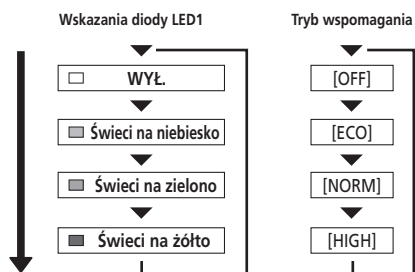 Wskazania diody LED1 Tryb wspomagania
WYŁ. [OFF]
Świeci na niebiesko [ECO]
Świeci na zielono [NORM]
Świeci na żółto [HIGH]